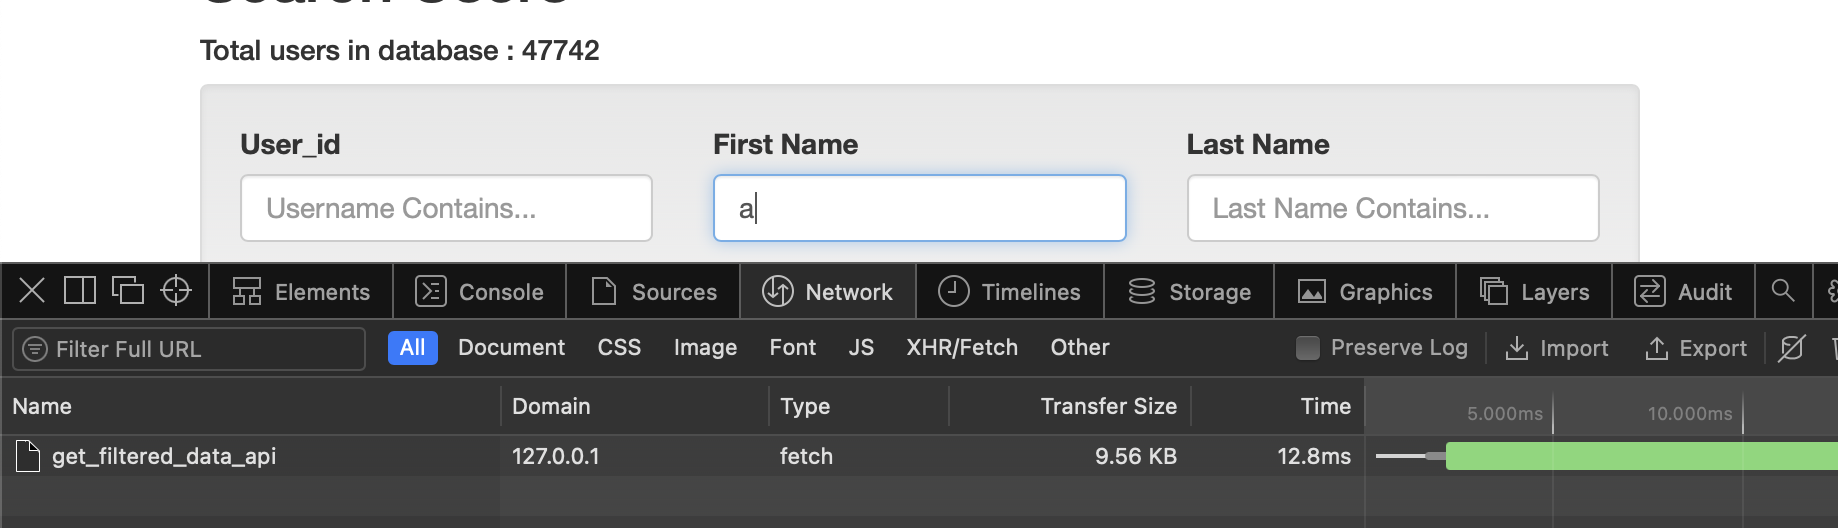 Search Users
Total users in database : 47742
User_id First Name Last Name
Username Contains... a Last Name Contains...
Elements Console Sources Network Timelines Storage Graphics Layers Audit
Filter Full URL All Document CSS Image Font JS XHR/Fetch Other Preserve Log Import Export
Name Domain Type Transfer Size Time 5.000ms 10.000ms
get_filtered_data_api 127.0.0.1 fetch 9.56 KB 12.8ms